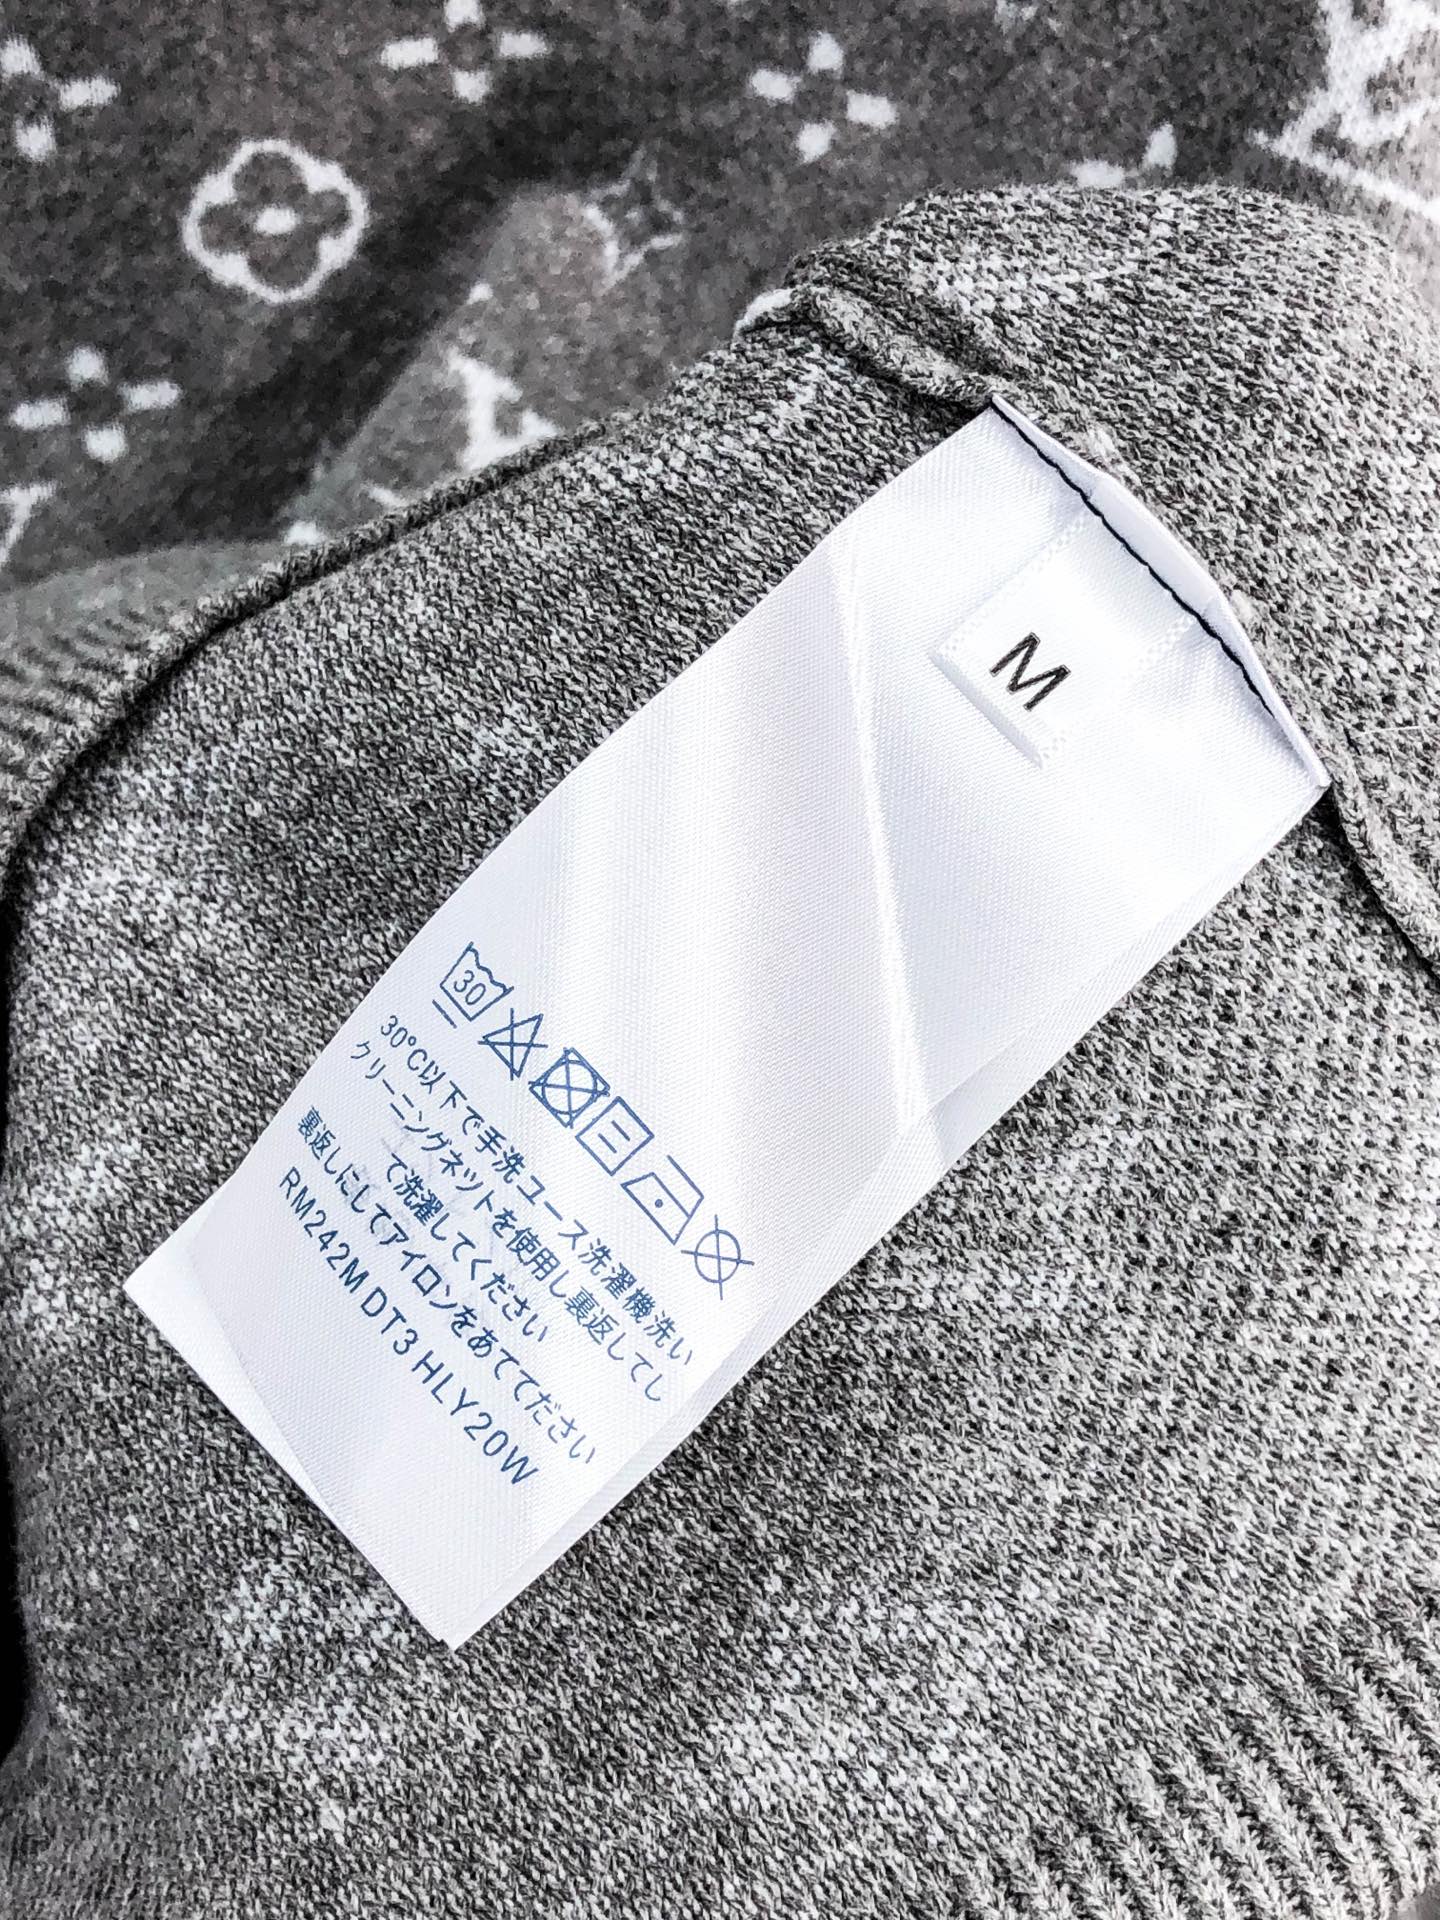 M
30
30℃以下で手洗ユース洗濯機洗い
クリーニングネットを使用し裏返してし
て洗濯してください
裏返しにしてアイロンをあててださい
RM242M DT3 HLY20W